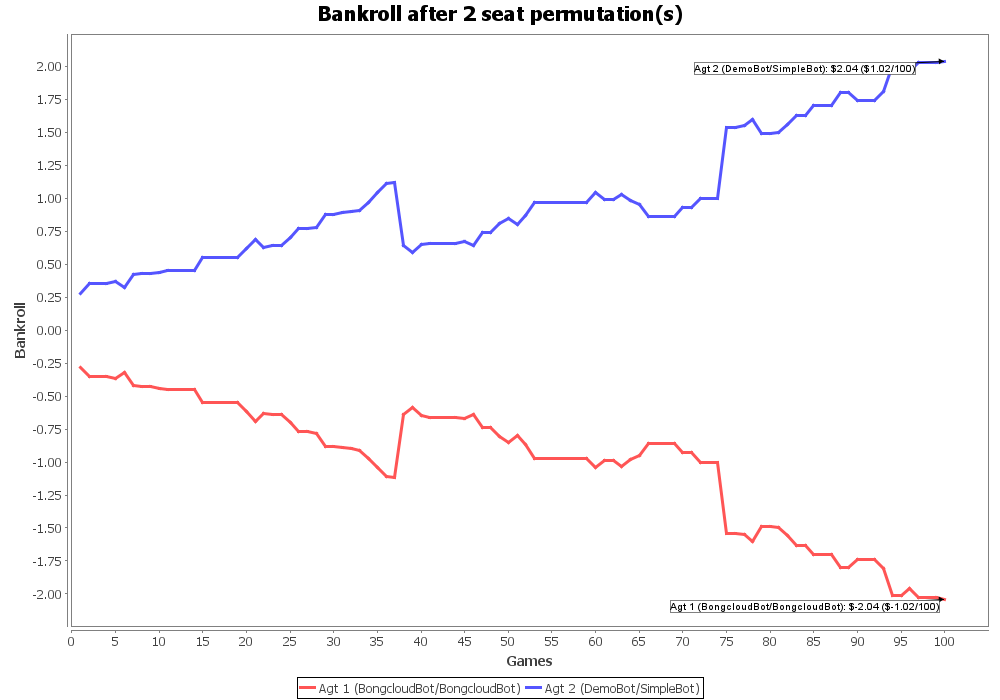 Bankroll after 2 seat permutation(s)
Agt 2 (DemoBot/SimpleBot): $2.04 ($1.02/100)
2.00
1.75
1.50
1.25
1.00
0.75
0.50
0.25
0.00
-0.25
-0.50
-0.75
-1.00
-1.25
-1.50
-1.75
-2.00
Bankroll
Agt 1 (BongcloudBot/BongcloudBot): $-2.04 ($-1.02/100)
0 5 10 15 20 25 30 35 40 45 50 55 60 65 70 75 80 85 90 95 100
Games
Agt 1 (BongcloudBot/BongcloudBot) Agt 2 (DemoBot/SimpleBot)